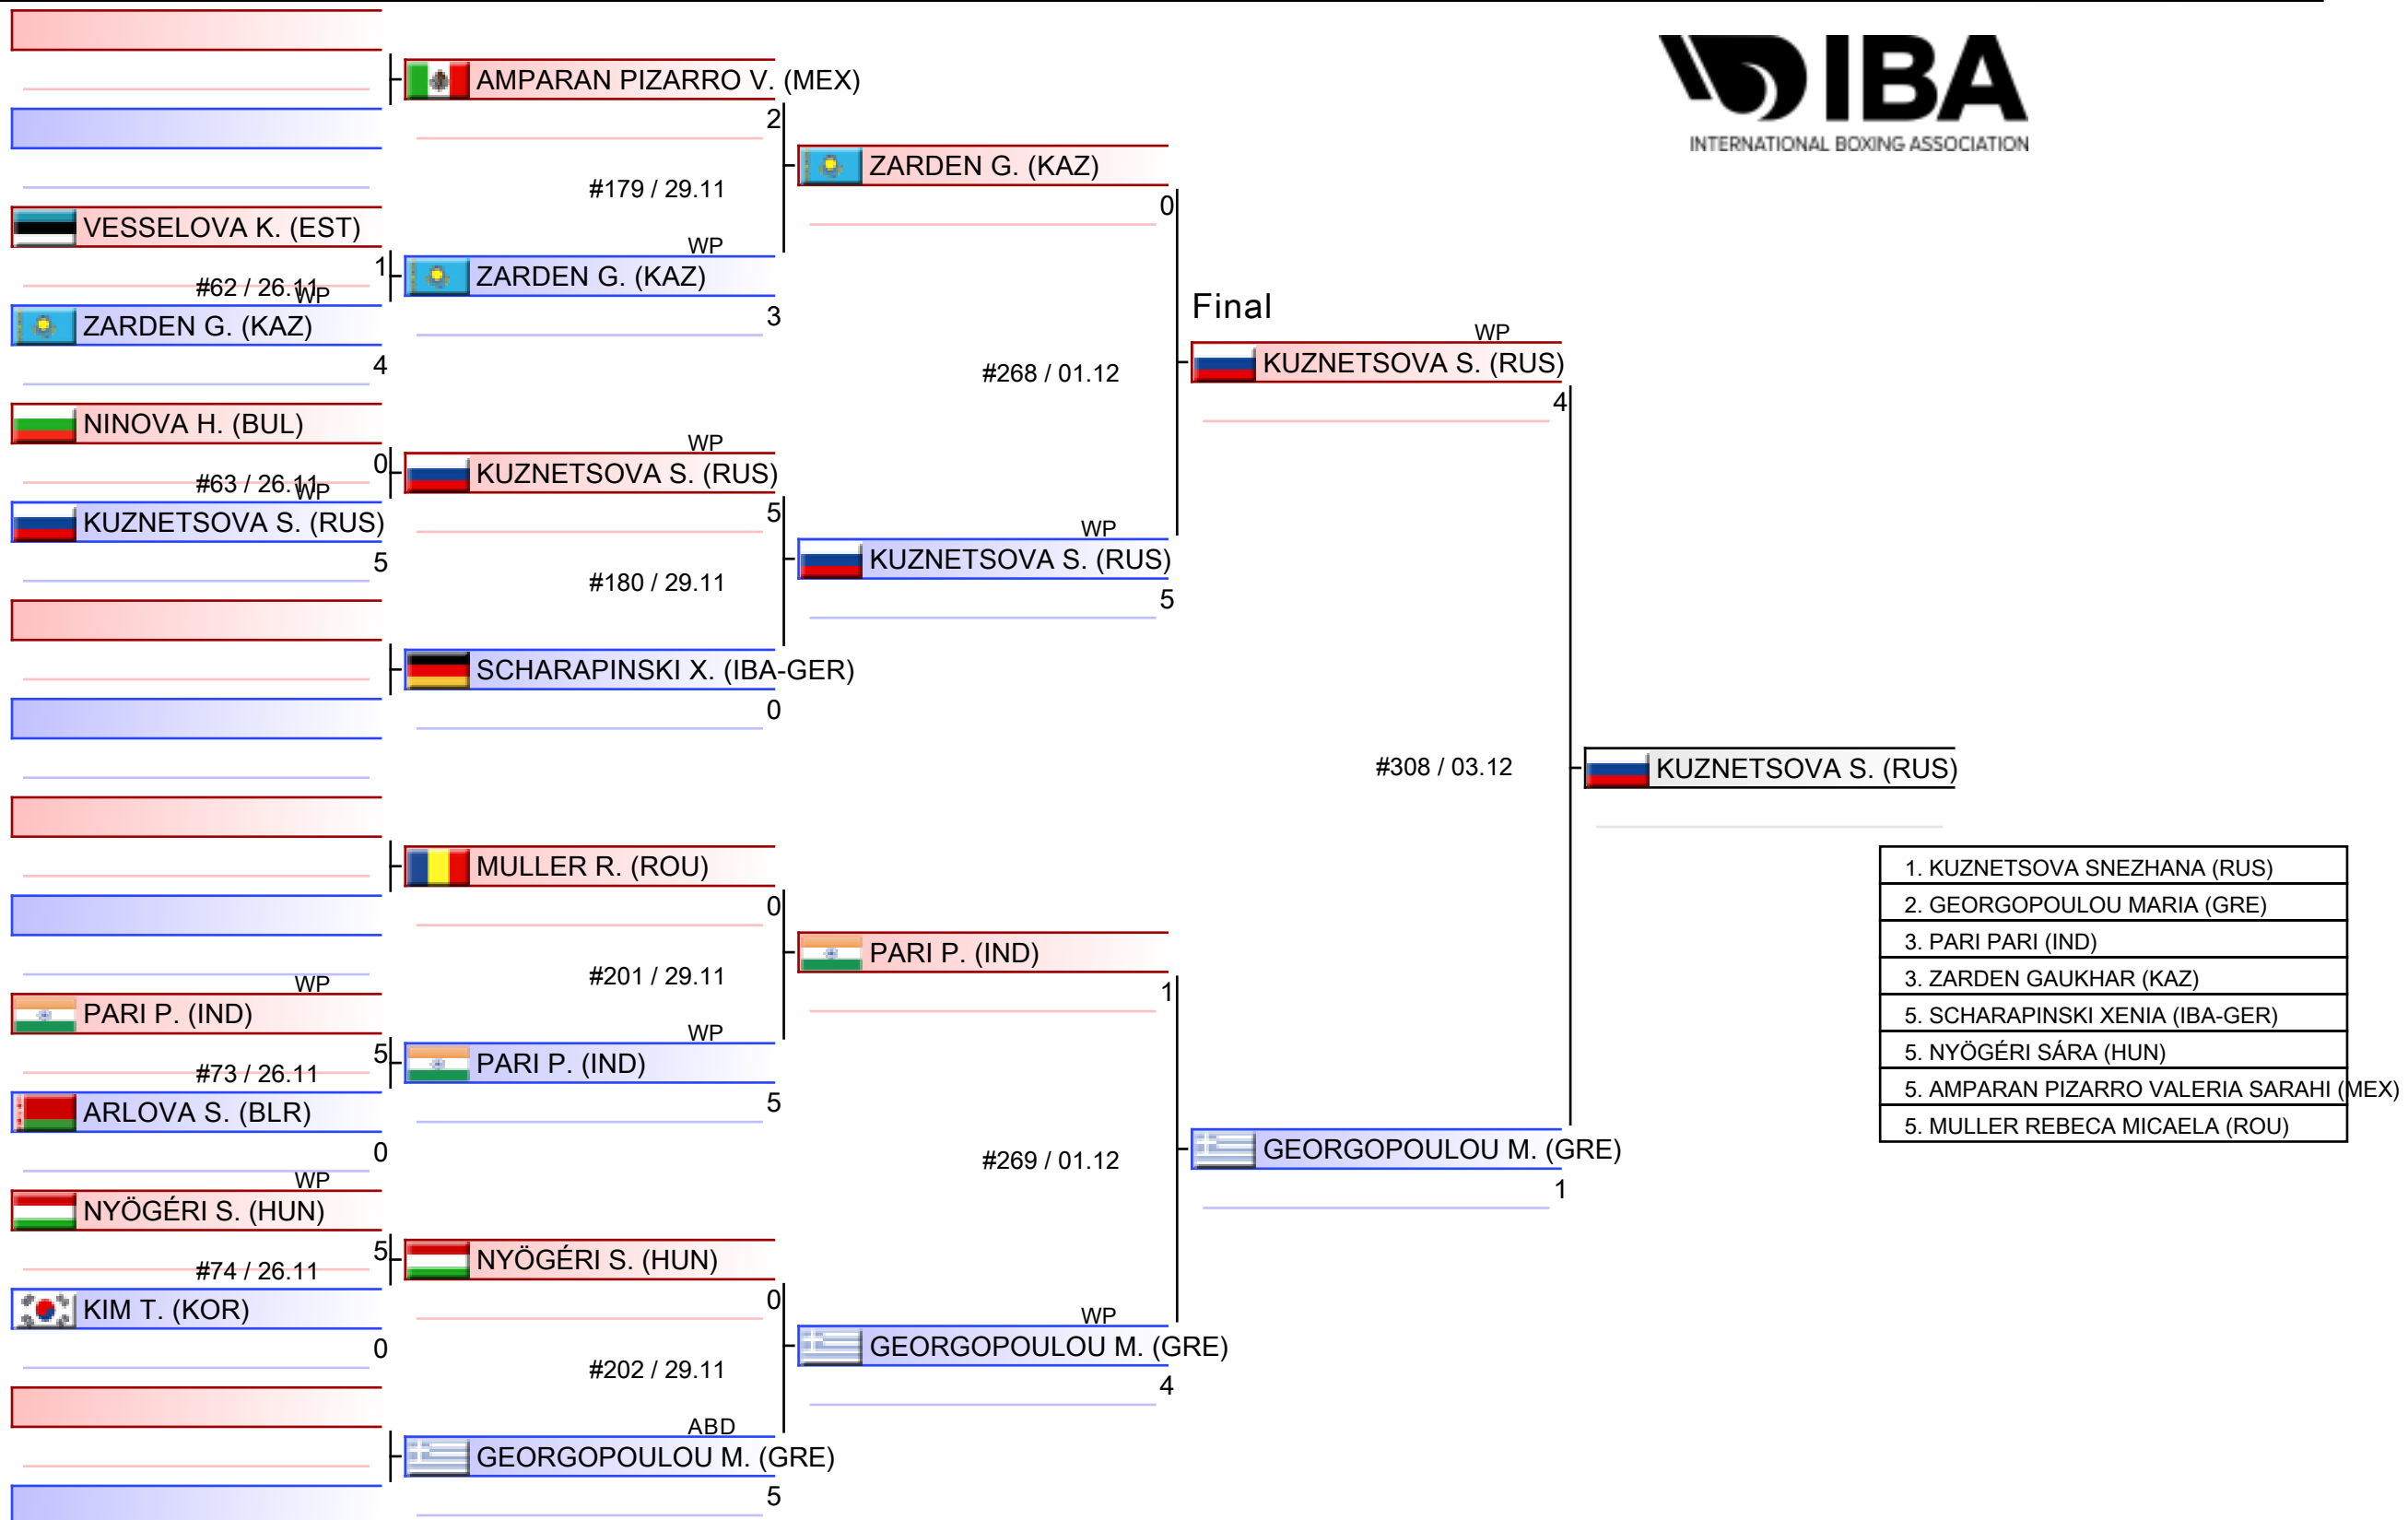 IBA
INTERNATIONAL BOXING ASSOCIATION
AMPARAN PIZARRO V. (MEX)
2
#179 / 29.11
ZARDEN G. (KAZ)
0
VESSELOVA K. (EST)
1
#62 / 26.11
WP
ZARDEN G. (KAZ)
4
WP
ZARDEN G. (KAZ)
3
Final
#268 / 01.12
WP
KUZNETSOVA S. (RUS)
4
NINOVA H. (BUL)
0
#63 / 26.11
WP
KUZNETSOVA S. (RUS)
5
WP
KUZNETSOVA S. (RUS)
5
#180 / 29.11
WP
KUZNETSOVA S. (RUS)
5
SCHARAPINSKI X. (IBA-GER)
0
#308 / 03.12
KUZNETSOVA S. (RUS)
MULLER R. (ROU)
0
#201 / 29.11
PARI P. (IND)
1
WP
PARI P. (IND)
5
#73 / 26.11
ARLOVA S. (BLR)
0
WP
PARI P. (IND)
5
#269 / 01.12
GEORGOPOULOU M. (GRE)
1
WP
NYÖGÉRI S. (HUN)
5
#74 / 26.11
KIM T. (KOR)
0
NYÖGÉRI S. (HUN)
0
#202 / 29.11
WP
GEORGOPOULOU M. (GRE)
4
ABD
GEORGOPOULOU M. (GRE)
5
1. KUZNETSOVA SNEZHANA (RUS)
2. GEORGOPOULOU MARIA (GRE)
3. PARI PARI (IND)
3. ZARDEN GAUKHAR (KAZ)
5. SCHARAPINSKI XENIA (IBA-GER)
5. NYÖGÉRI SÁRA (HUN)
5. AMPARAN PIZARRO VALERIA SARAHI (MEX)
5. MULLER REBECA MICAELA (ROU)